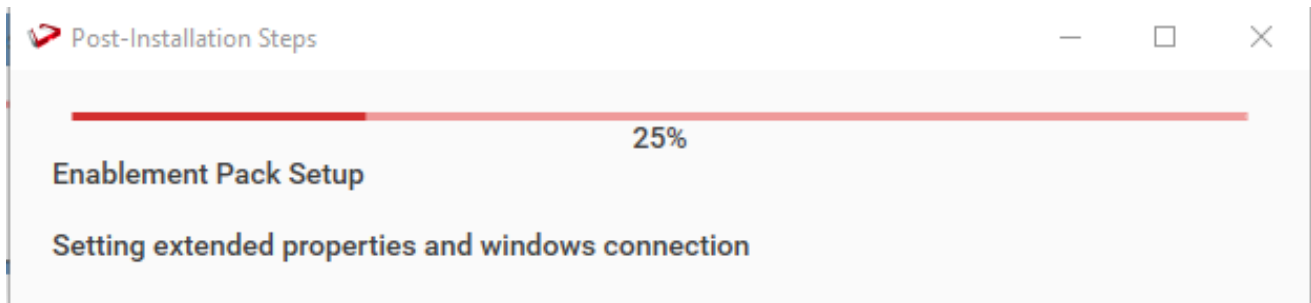 Post-Installation Steps
25%
Enablement Pack Setup
Setting extended properties and windows connection